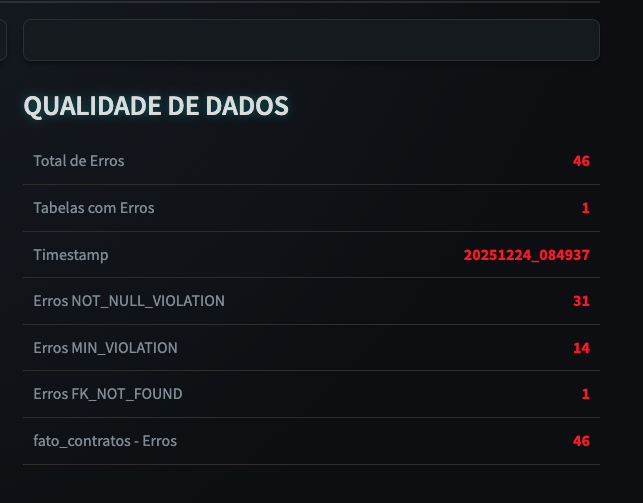 QUALIDADE DE DADOS
Total de Erros 46
Tabelas com Erros 1
Timestamp 20251224_084937
Erros NOT_NULL_VIOLATION 31
Erros MIN_VIOLATION 14
Erros FK_NOT_FOUND 1
fato_contratos - Erros 46